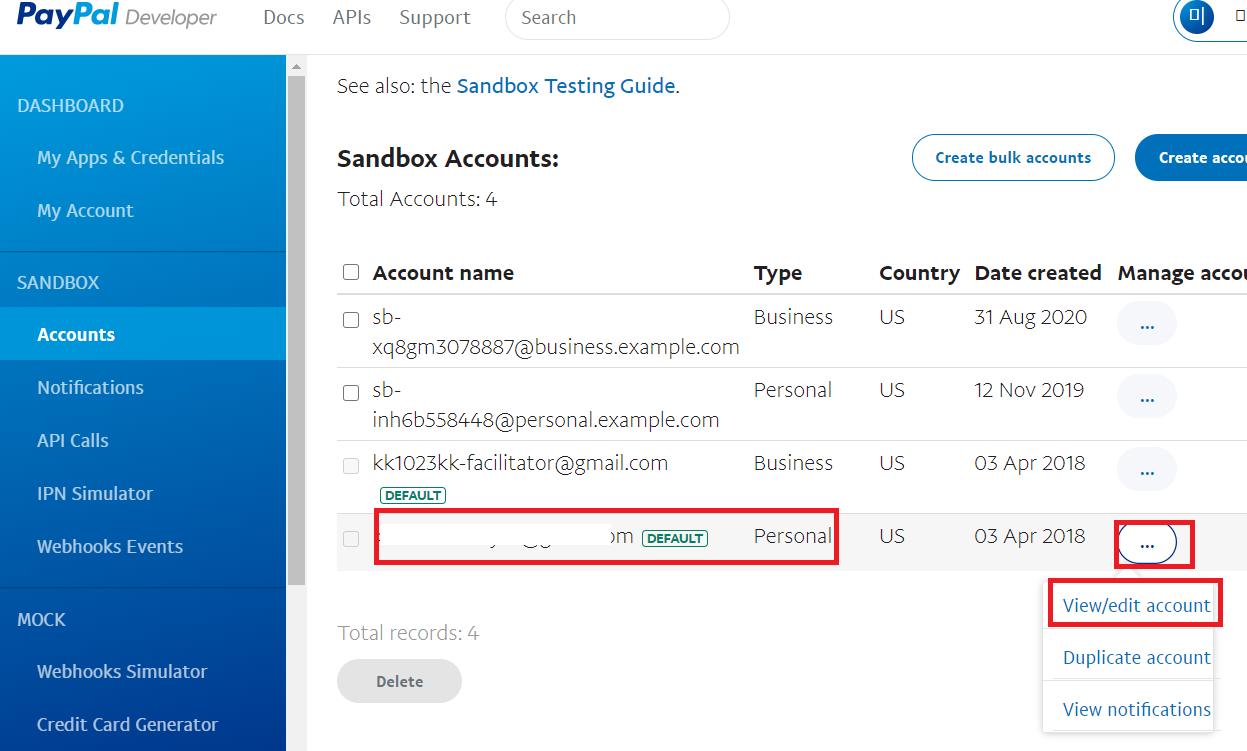 PayPal Developer Docs APIs Support Search 미
See also: the Sandbox Testing Guide.
DASHBOARD
My Apps & Credentials
My Account
SANDBOX
Accounts
Notifications
API Calls
IPN Simulator
Webhooks Events
MOCK
Webhooks Simulator
Credit Card Generator
Sandbox Accounts:
Create bulk accounts Create accou
Total Accounts: 4
Account name Type Country Date created Manage accou
sb- Business US 31 Aug 2020 ...
xq8gm3078887@business.example.com
sb- Personal US 12 Nov 2019 ...
inh6b558448@personal.example.com
kk1023kk-facilitator@gmail.com Business US 03 Apr 2018 ...
DEFAULT
om DEFAULT Personal US 03 Apr 2018 ...
View/edit account
Duplicate account
View notifications
Total records: 4
Delete